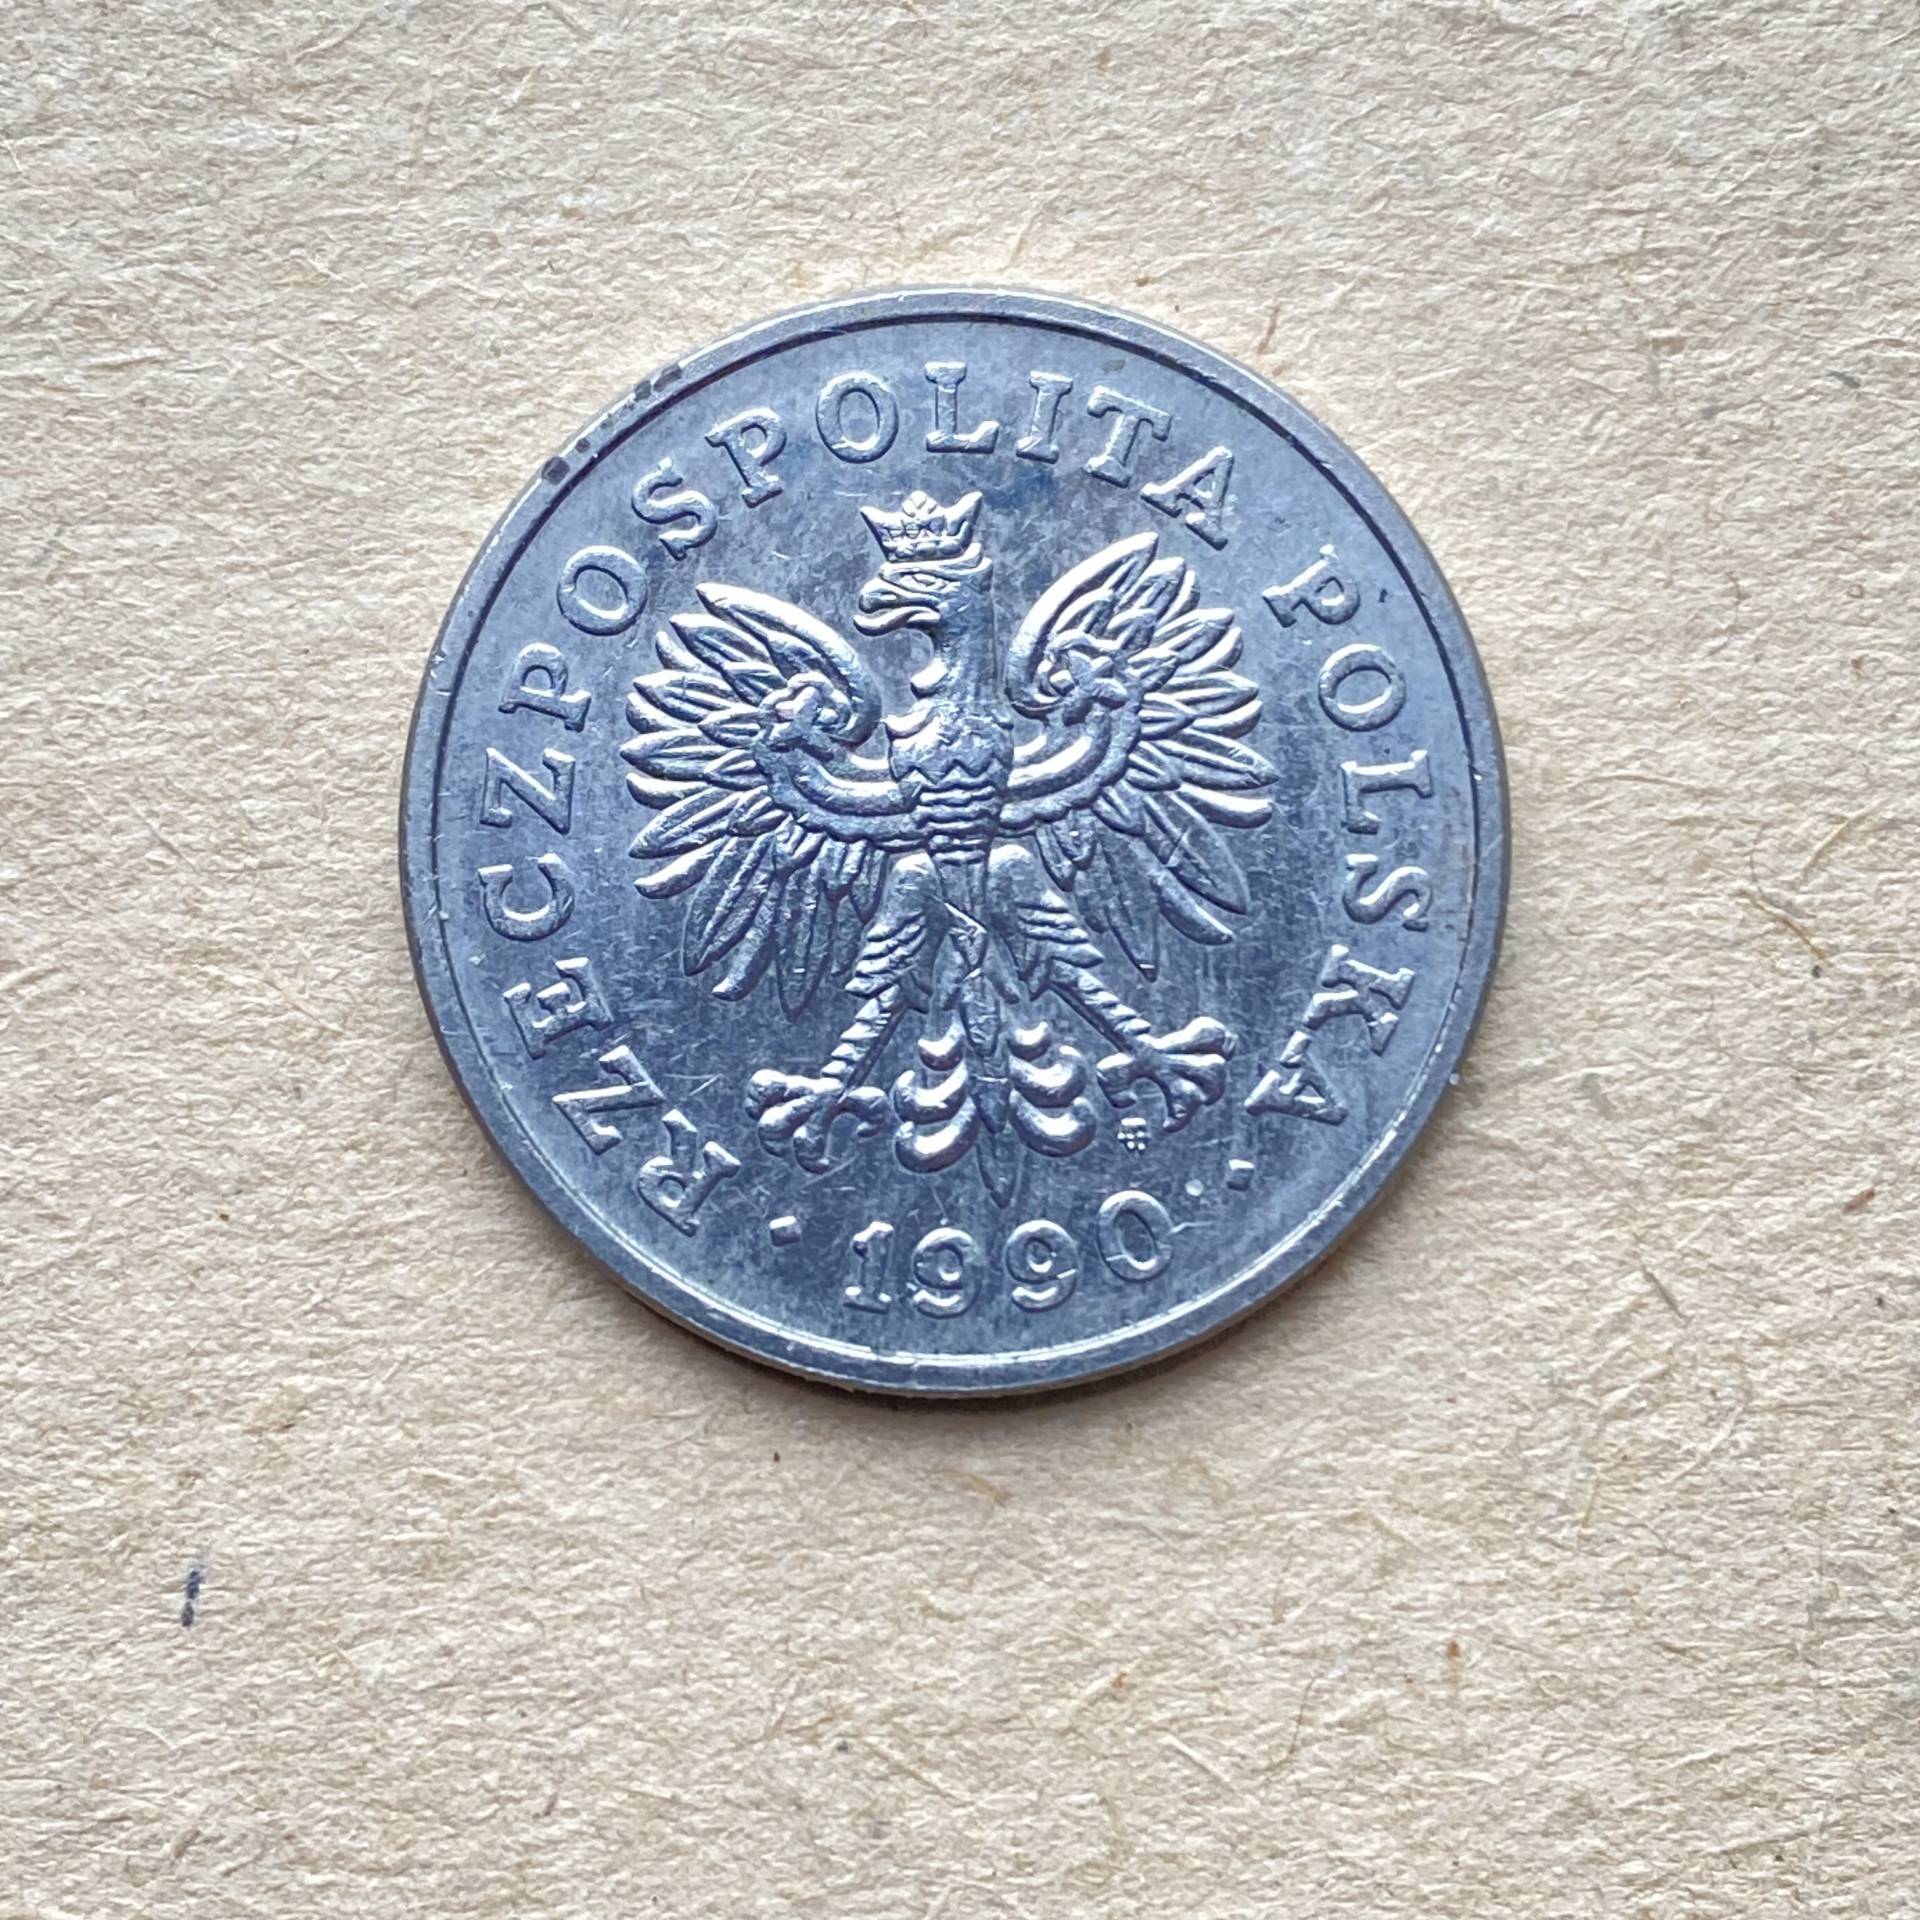 RZECZPOSPOLITA POLSKA
· 1990 ·